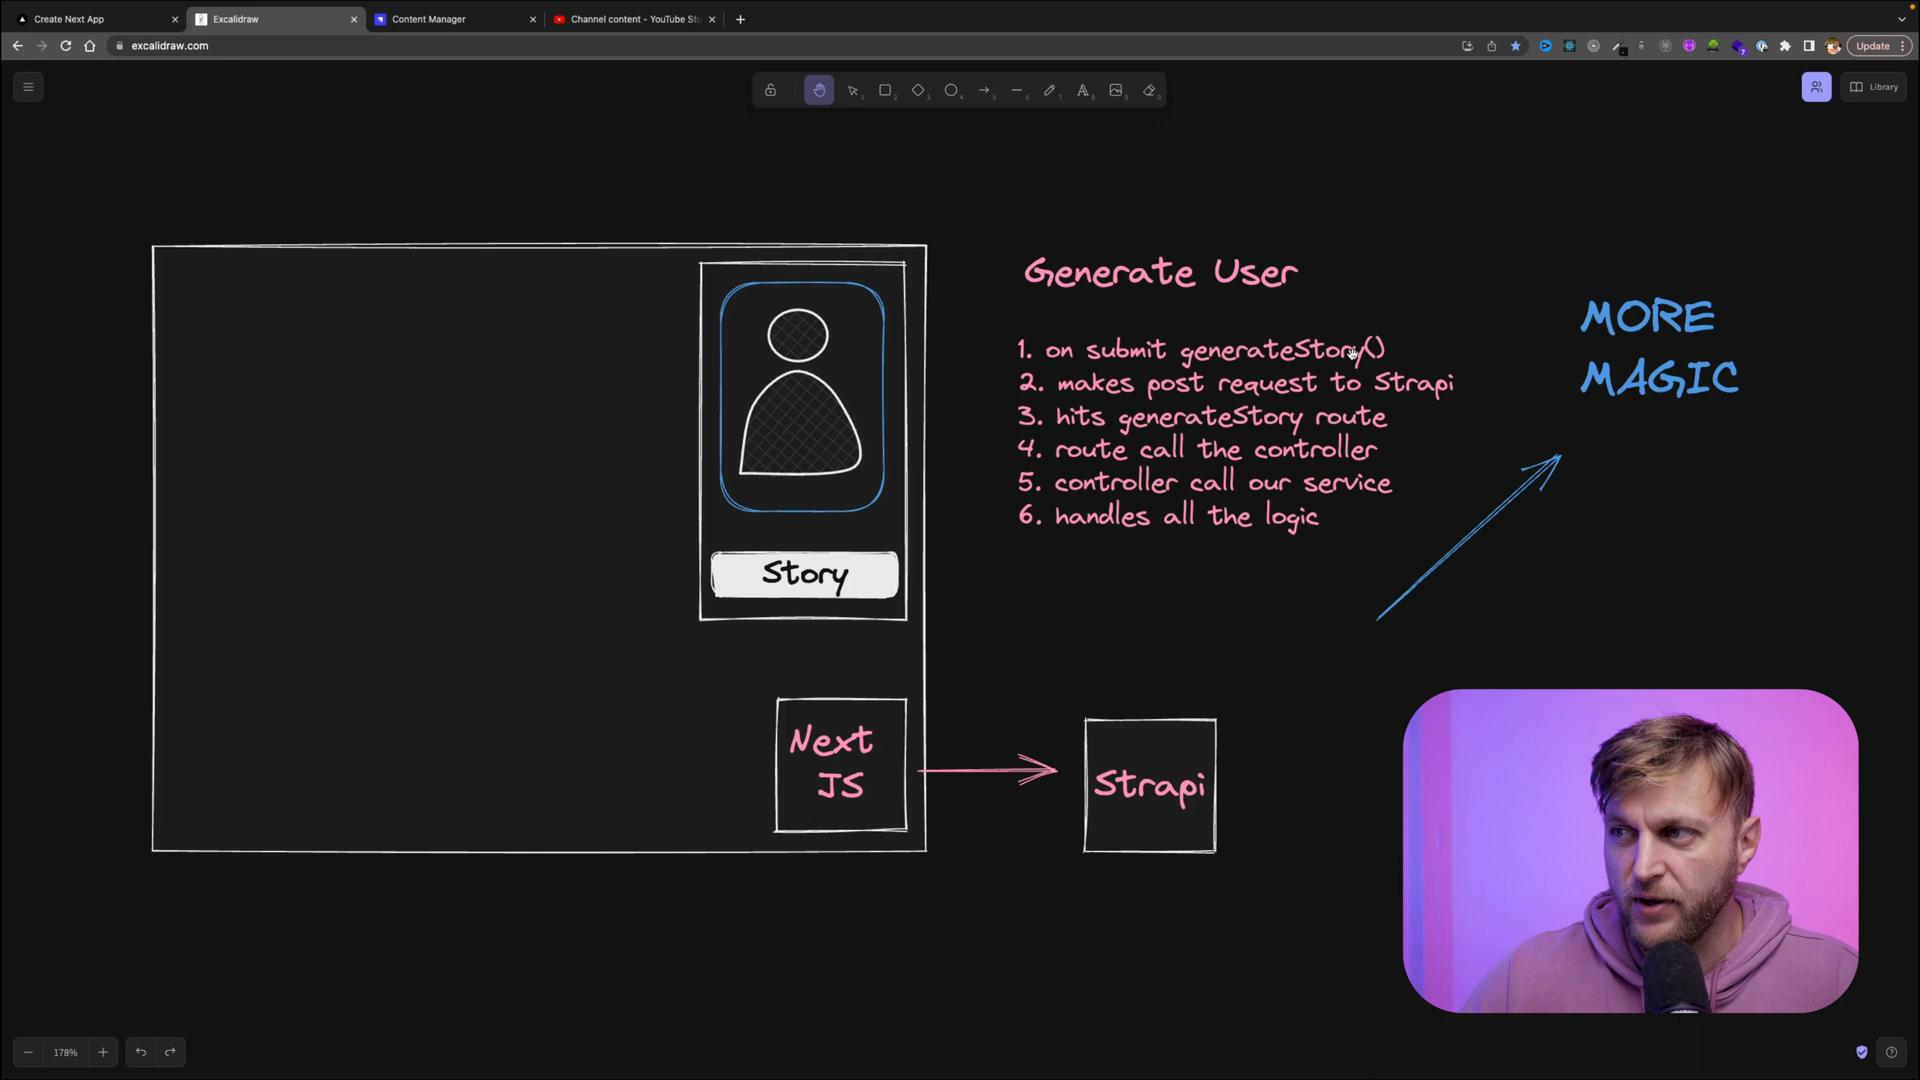 Create Next App
Excalidraw
Content Manager
Channel content - YouTube Stu
excalidraw.com
Update
Library
Generate User
1. on submit generateStory()
2. makes post request to Strapi
3. hits generateStory route
4. route call the controller
5. controller call our service
6. handles all the logic
MORE
MAGIC
Story
Next
JS
Strapi
178%